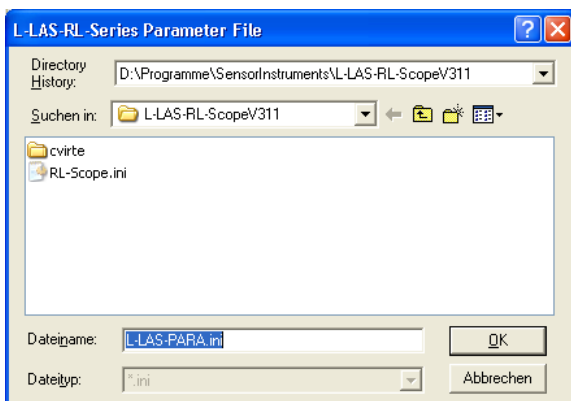 L-LAS-RL-Series Parameter File
Directory
History:
D:\Programme\SensorInstruments\L-LAS-RL-ScopeV311
Suchen in:
L-LAS-RL-ScopeV311
cvirte
RL-Scope.ini
Dateiname:
L-LAS-PARA.ini
OK
Dateityp:
*.ini
Abbrechen